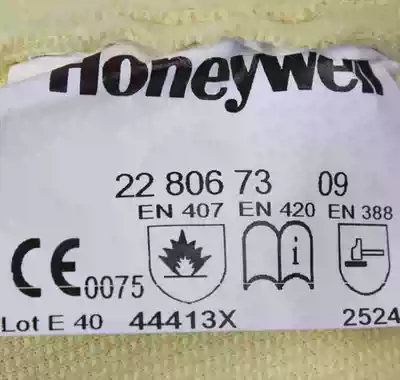 Honeywell
22 806 73 09
EN 407 EN 420 EN 388
i
CE 0075
Lot E 40 44413X 2524